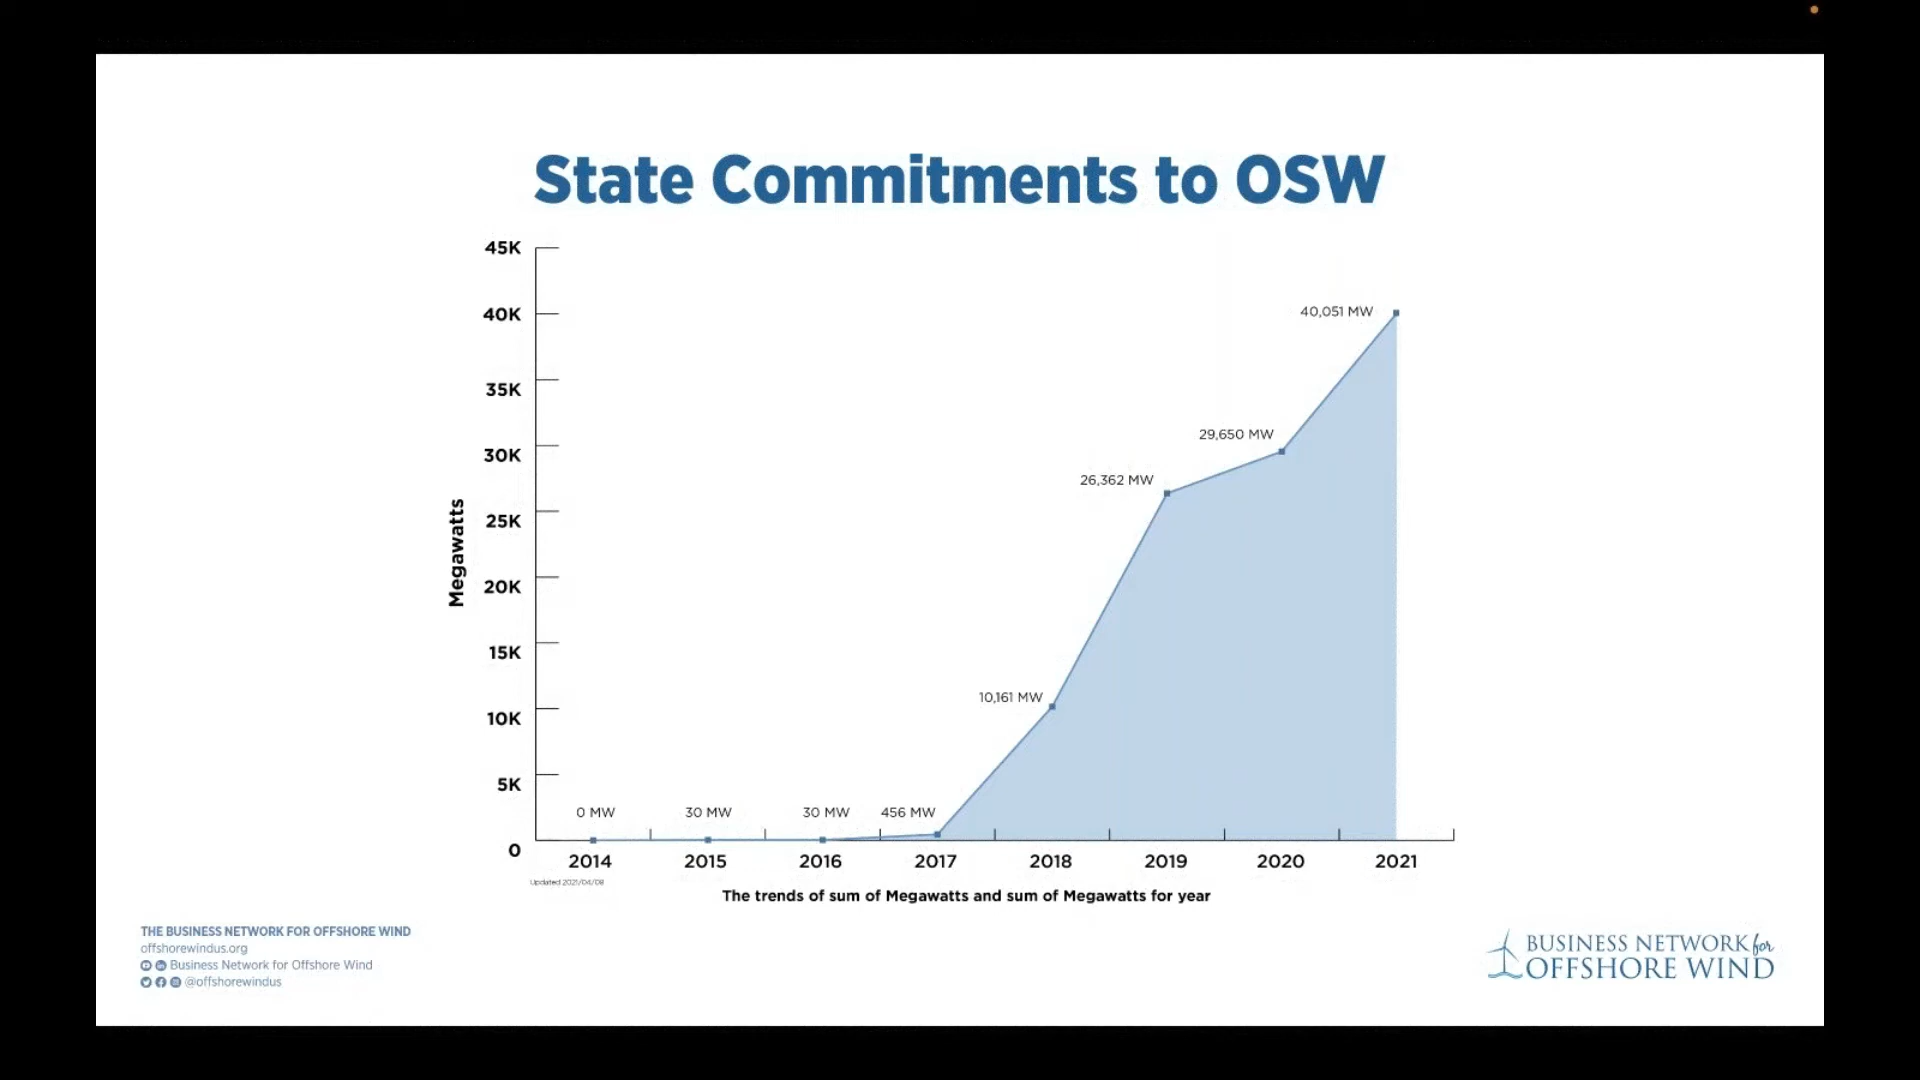 State Commitments to OSW
45K
40K
35K
30K
25K
20K
15K
10K
5K
0
Megawatts
0 MW
30 MW
30 MW
456 MW
10,161 MW
26,362 MW
29,650 MW
40,051 MW
2014 2015 2016 2017 2018 2019 2020 2021
Updated 2021/04/08
The trends of sum of Megawatts and sum of Megawatts for year
THE BUSINESS NETWORK FOR OFFSHORE WIND
offshorewindus.org
Business Network for Offshore Wind
@offshorewindus
BUSINESS NETWORK for
OFFSHORE WIND